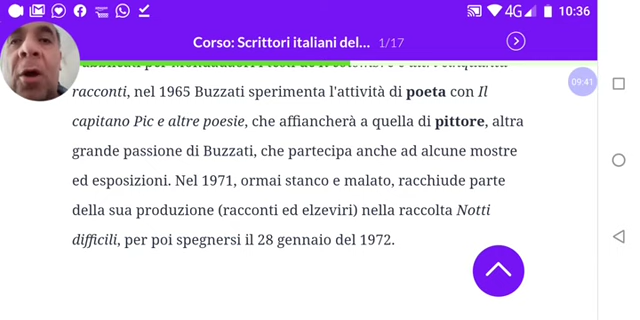 4G
10:36
Corso: Scrittori italiani del... 1/17
09:41
racconti, nel 1965 Buzzati sperimenta l'attività di poeta con Il
capitano Pic e altre poesie, che affiancherà a quella di pittore, altra
grande passione di Buzzati, che partecipa anche ad alcune mostre
ed esposizioni. Nel 1971, ormai stanco e malato, racchiude parte
della sua produzione (racconti ed elzeviri) nella raccolta Notti
difficili, per poi spegnersi il 28 gennaio del 1972.